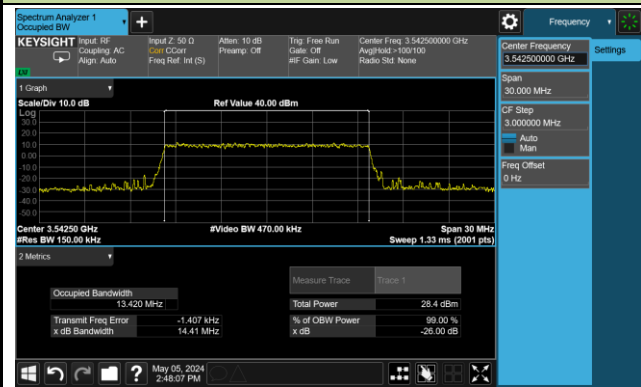 Spectrum Analyzer 1
Occupied BW
Frequency
KEYSIGHT
Input: RF
Coupling: AC
Align: Auto
Input Z: 50 Ω
Corr CCorr
Freq Ref: Int (S)
Atten: 10 dB
Preamp: Off
Trig: Free Run
Gate: Off
#IF Gain: Low
Center Freq: 3.542500000 GHz
Avg|Hold:>100/100
Radio Std: None
Center Frequency
3.542500000 GHz
Settings
Span
30.000 MHz
CF Step
3.000000 MHz
Auto
Man
Freq Offset
0 Hz
1 Graph
Scale/Div 10.0 dB
Ref Value 40.00 dBm
Log
30.0
20.0
10.0
0.00
-10.0
-20.0
-30.0
-40.0
-50.0
Center 3.54250 GHz
#Video BW 470.00 kHz
Span 30 MHz
#Res BW 150.00 kHz
Sweep 1.33 ms (2001 pts)
2 Metrics
Measure Trace
Trace 1
Occupied Bandwidth
13.420 MHz
Total Power
28.4 dBm
Transmit Freq Error
-1.407 kHz
% of OBW Power
99.00 %
x dB Bandwidth
14.41 MHz
x dB
-26.00 dB
May 05, 2024
2:48:07 PM